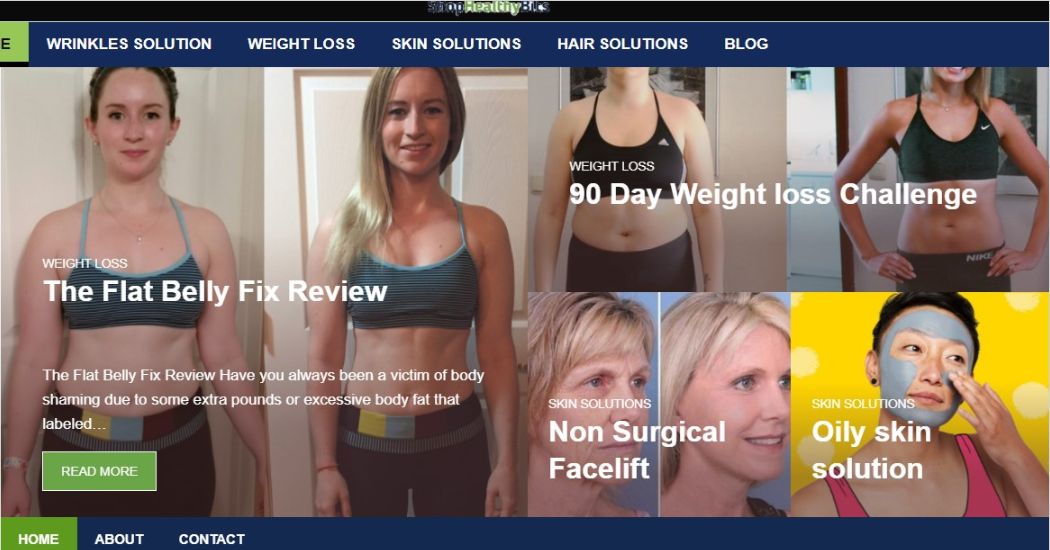 ShopHealthyBits
E WRINKLES SOLUTION WEIGHT LOSS SKIN SOLUTIONS HAIR SOLUTIONS BLOG
WEIGHT LOSS
The Flat Belly Fix Review
The Flat Belly Fix Review Have you always been a victim of body
shaming due to some extra pounds or excessive body fat that
labeled…
READ MORE
WEIGHT LOSS
90 Day Weight loss Challenge
NIKE
SKIN SOLUTIONS
Non Surgical
Facelift
SKIN SOLUTIONS
Oily skin
solution
HOME ABOUT CONTACT